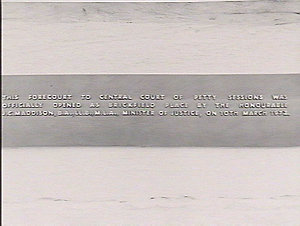 THIS FORECOURT TO CENTRAL COURT OF PETTY SESSIONS WAS
OFFICIALLY OPENED AS BRICKFIELD PLACE BY THE HONOURABLE
J.C.MADDISON, B.A., LL.B., M.L.A., MINISTER OF JUSTICE, ON 10TH MARCH 1972.